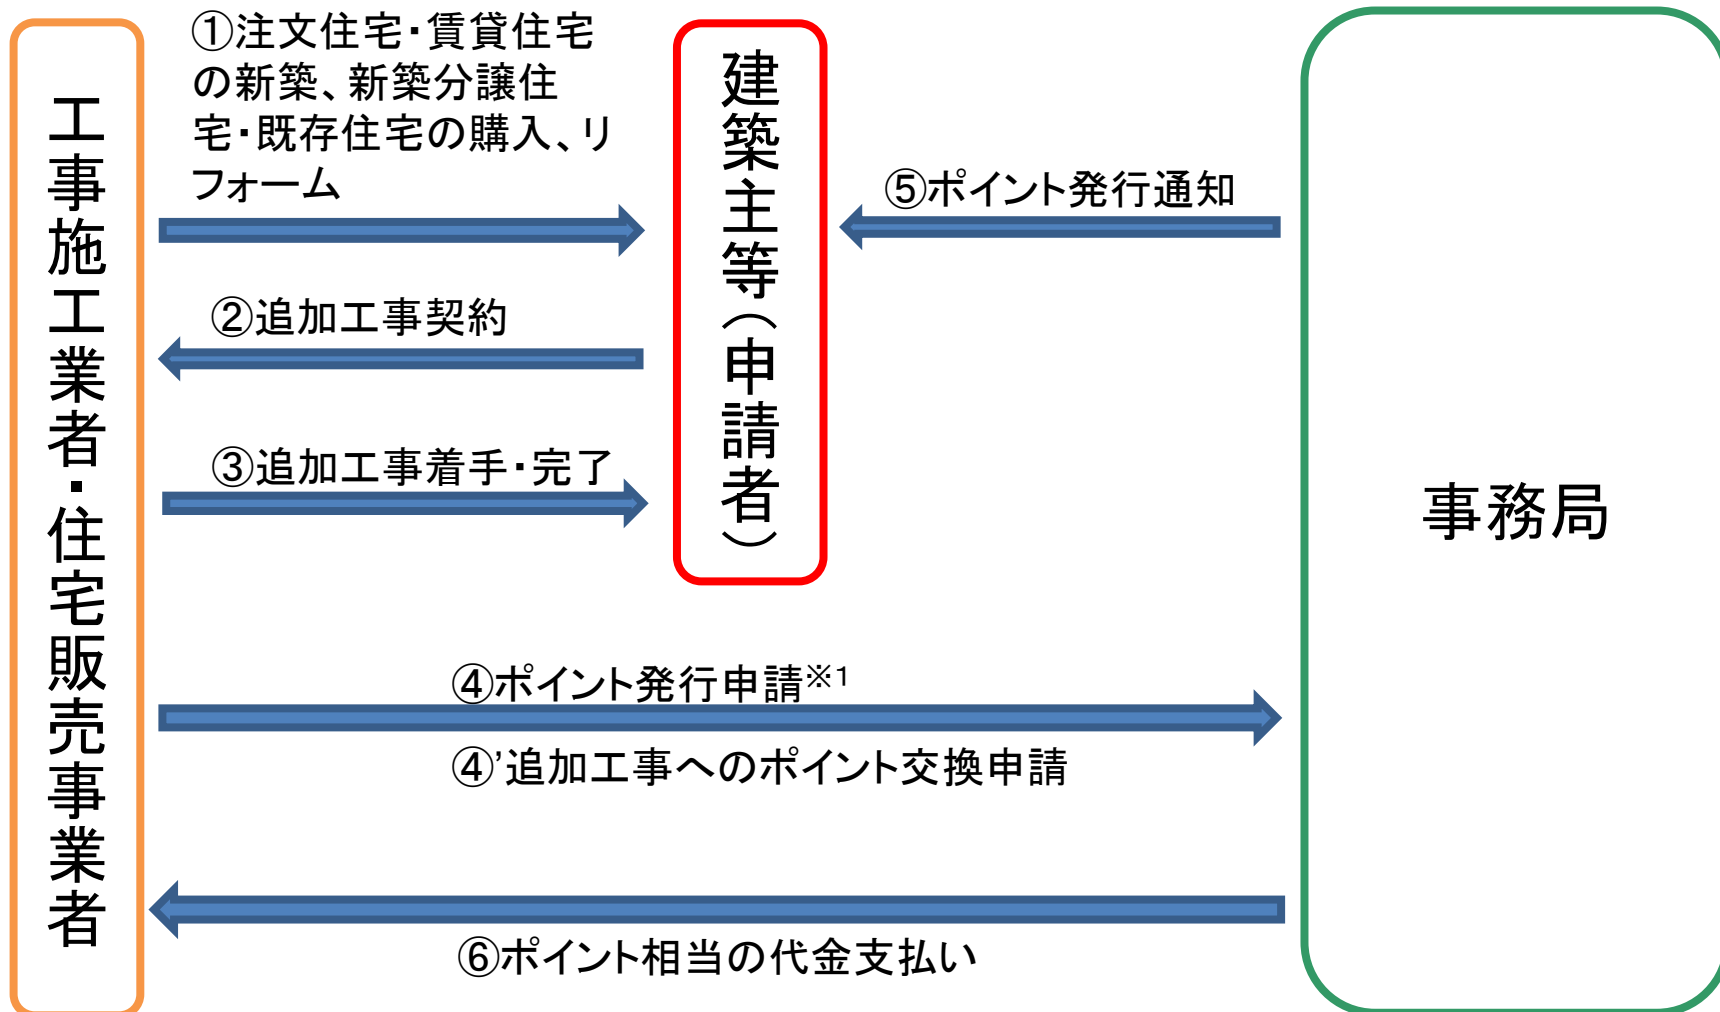 ①注文住宅・賃貸住宅
の新築、新築分譲住
宅・既存住宅の購入、リ
フォーム
工事施工業者・住宅販売事業者
建築主等（申請者）
⑤ポイント発行通知
②追加工事契約
③追加工事着手・完了
事務局
④ポイント発行申請※1
④’追加工事へのポイント交換申請
⑥ポイント相当の代金支払い